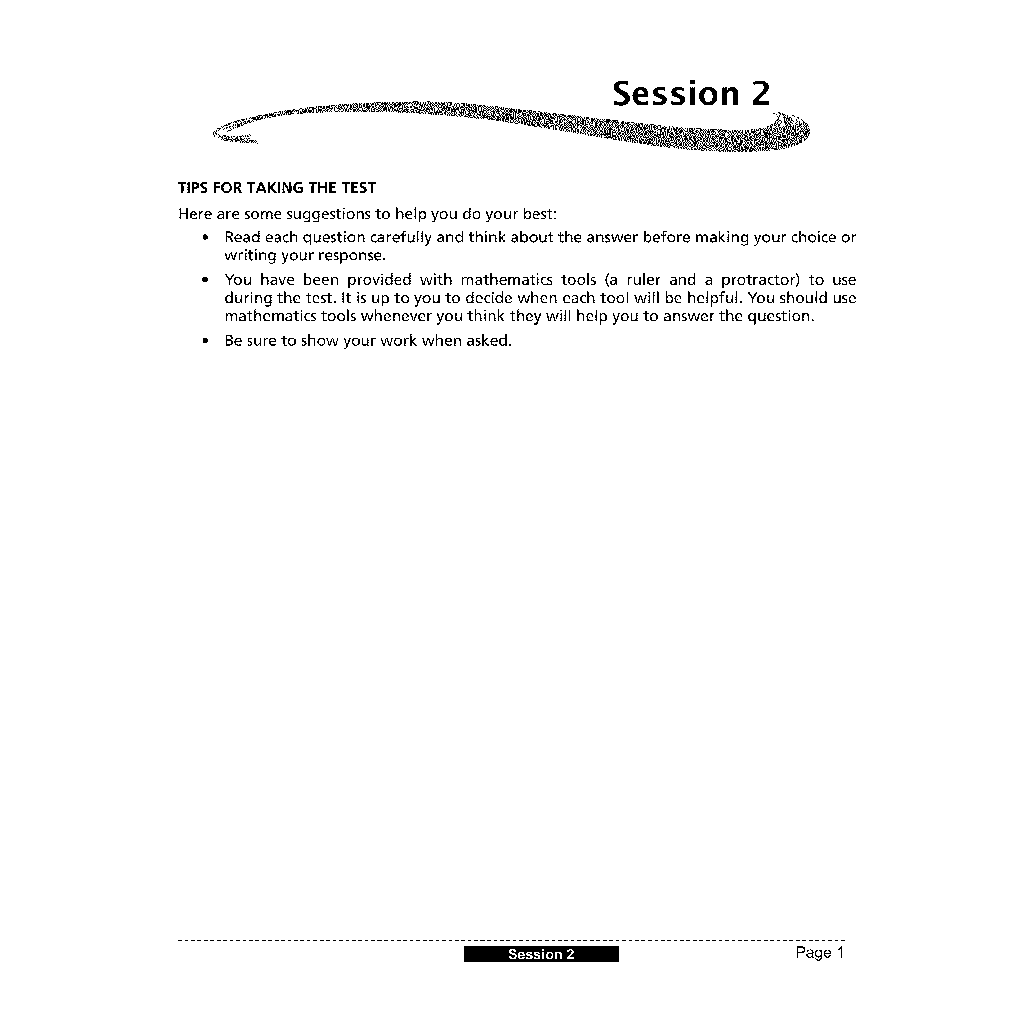 Session 2
TIPS FOR TAKING THE TEST
Here are some suggestions to help you do your best:
• Read each question carefully and think about the answer before making your choice or
writing your response.
• You have been provided with mathematics tools (a ruler and a protractor) to use
during the test. It is up to you to decide when each tool will be helpful. You should use
mathematics tools whenever you think they will help you to answer the question.
• Be sure to show your work when asked.
Session 2
Page 1